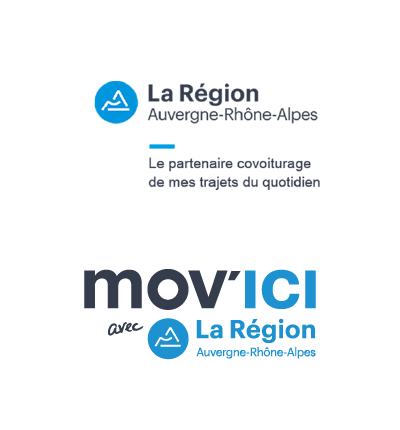 La Région
Auvergne-Rhône-Alpes
Le partenaire covoiturage
de mes trajets du quotidien
mov'ICI
avec La Région
Auvergne-Rhône-Alpes